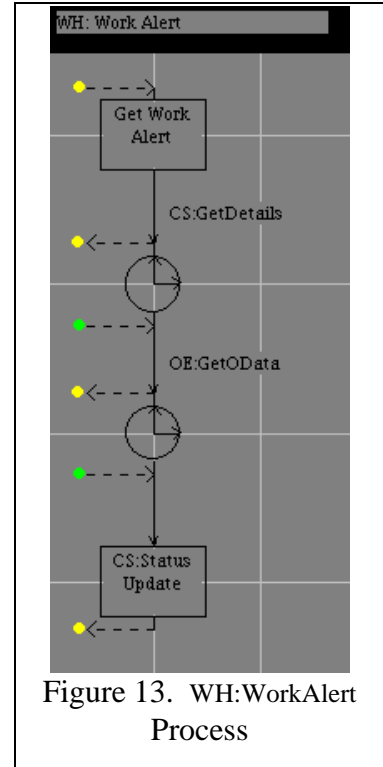 WH: Work Alert
Get Work
Alert
CS:GetDetails
OE:GetOData
CS:Status
Update
Figure 13. WH:WorkAlert
Process